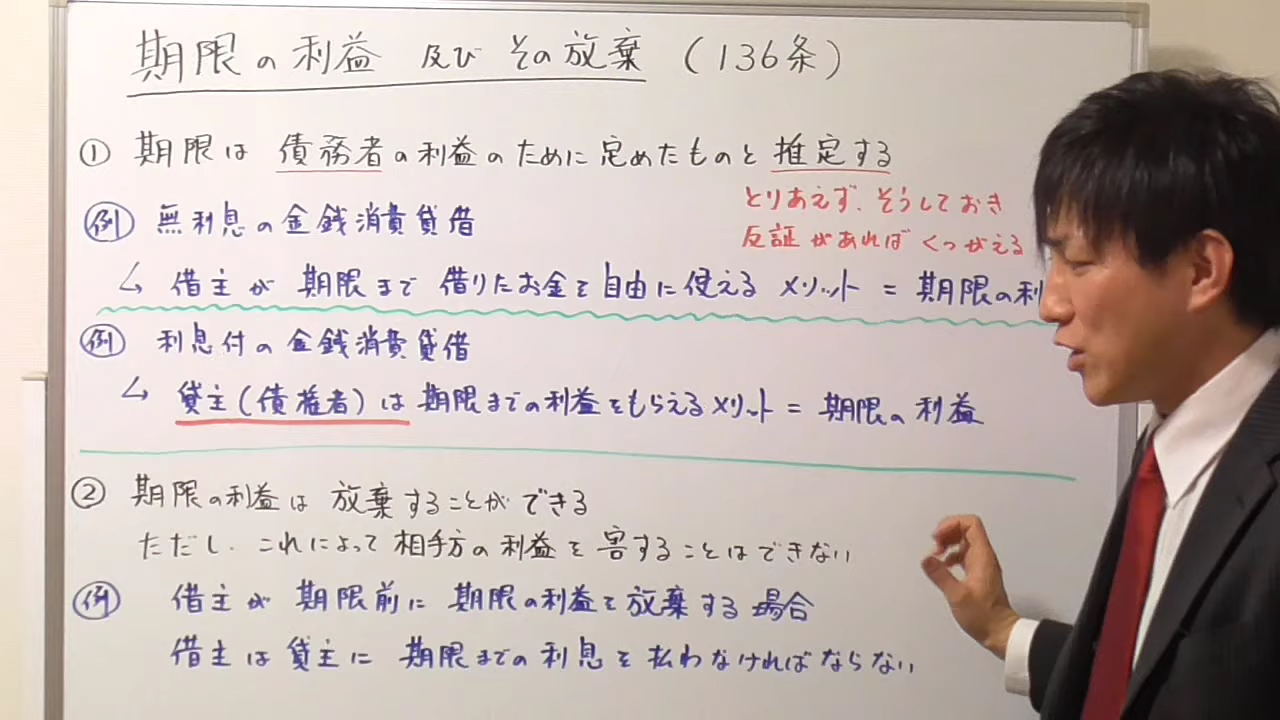 期限の利益 及び その放棄 (136条)
① 期限は 債務者の利益のために定めたものと推定する
とりあえず、そうしておき
反証があればくつがえる
例 無利息の金銭消費貸借
↳ 借主が 期限まで 借りたお金を自由に使える メリット = 期限の利
例 利息付の金銭消費貸借
↳ 貸主(債権者)は 期限までの利益をもらえるメリット = 期限の利益
② 期限の利益は 放棄することができる
ただし、これによって相手方の利益を害することはできない
例 借主が 期限前に 期限の利益を放棄する場合
借主は貸主に 期限までの利息を払わなければならない